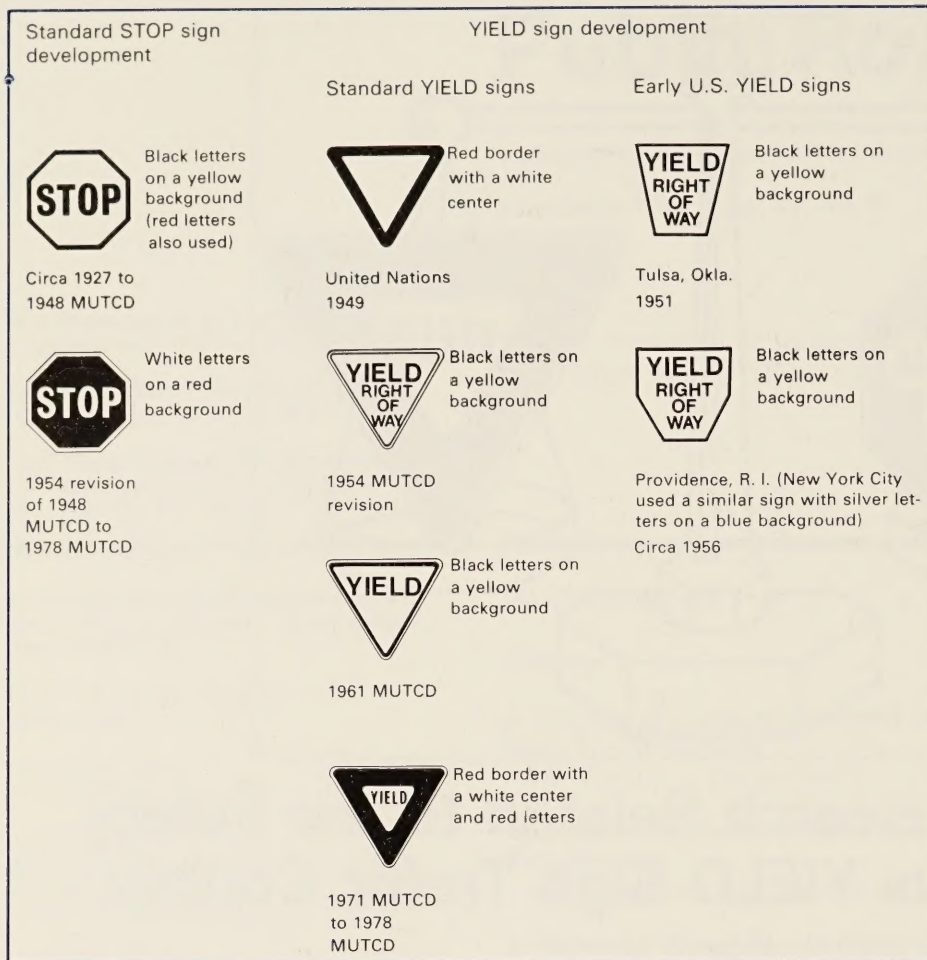 Standard STOP sign
development
STOP
Black letters
on a yellow
background
(red letters
also used)
Circa 1927 to
1948 MUTCD
STOP
White letters
on a red
background
1954 revision
of 1948
MUTCD to
1978 MUTCD
YIELD sign development
Standard YIELD signs
Red border
with a white
center
United Nations
1949
YIELD
RIGHT
OF
WAY
Black letters on
a yellow
background
1954 MUTCD
revision
YIELD
Black letters on
a yellow
background
1961 MUTCD
YIELD
Red border with
a white center
and red letters
1971 MUTCD
to 1978
MUTCD
Early U.S. YIELD signs
YIELD
RIGHT
OF
WAY
Black letters on
a yellow
background
Tulsa, Okla.
1951
YIELD
RIGHT
OF
WAY
Black letters on
a yellow
background
Providence, R. I. (New York City
used a similar sign with silver let-
ters on a blue background)
Circa 1956